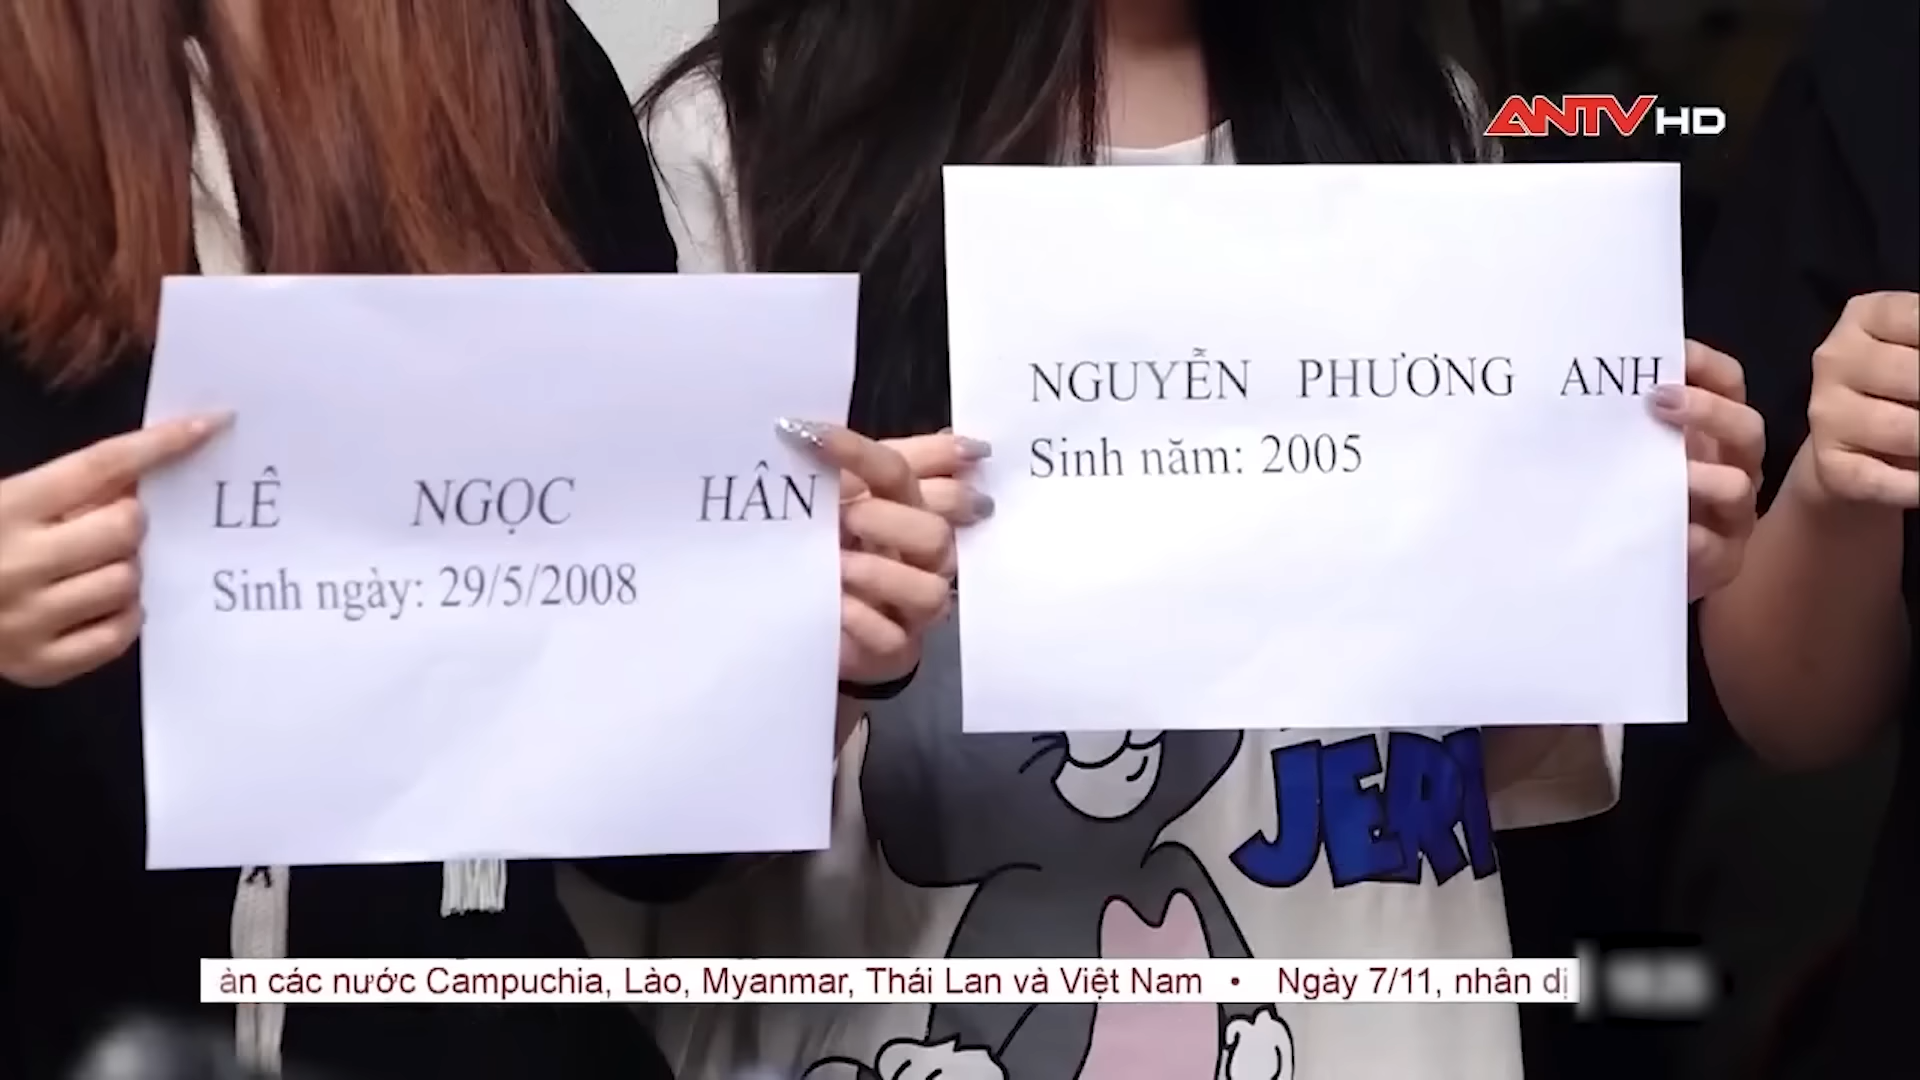 ANTV HD
NGUYỄN PHƯƠNG ANH
Sinh năm: 2005
LÊ NGỌC HÂN
Sinh ngày: 29/5/2008
JER
àn các nước Campuchia, Lào, Myanmar, Thái Lan và Việt Nam • Ngày 7/11, nhân dị